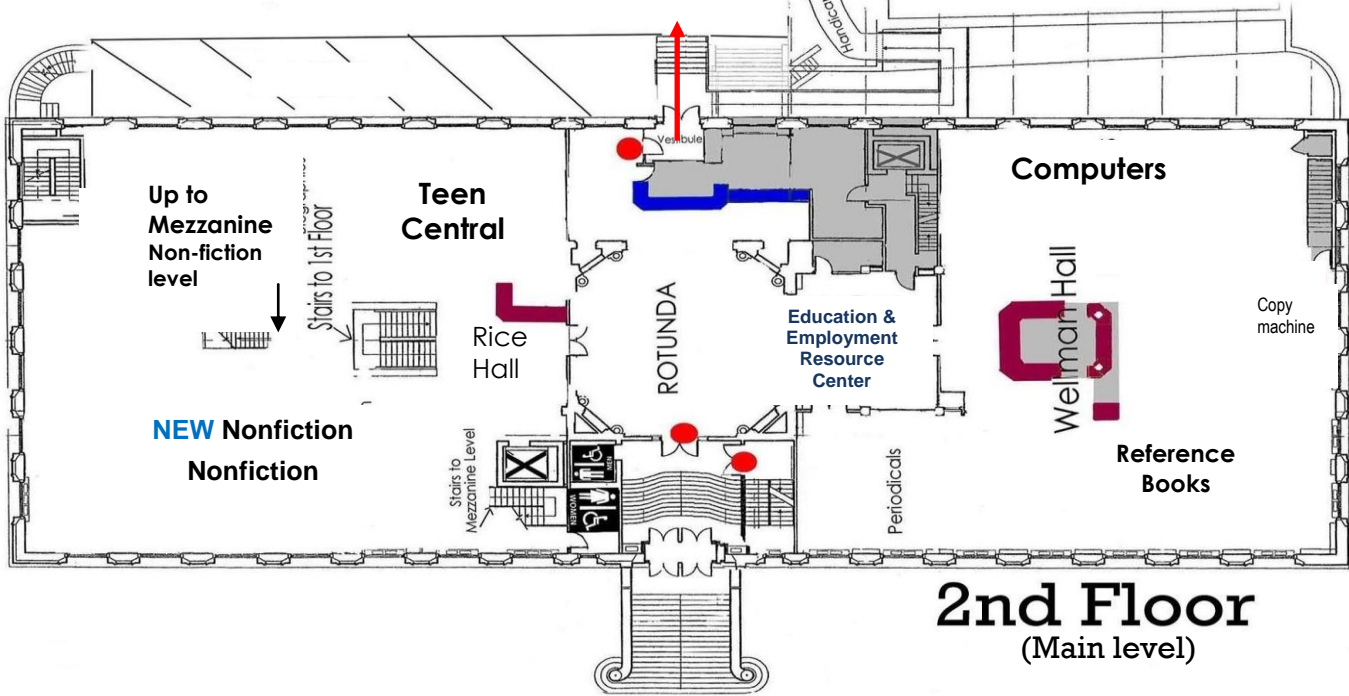 Handicap
Vestibule
Up to
Mezzanine
Non-fiction
level
Stairs to 1st Floor
Teen
Central
Computers
Rice
Hall
ROTUNDA
Education &
Employment
Resource
Center
Wellman Hall
Copy
machine
NEW Nonfiction
Nonfiction
Stairs to
Mezzanine Level
MEN
WOMEN
Periodicals
Reference
Books
2nd Floor
(Main level)